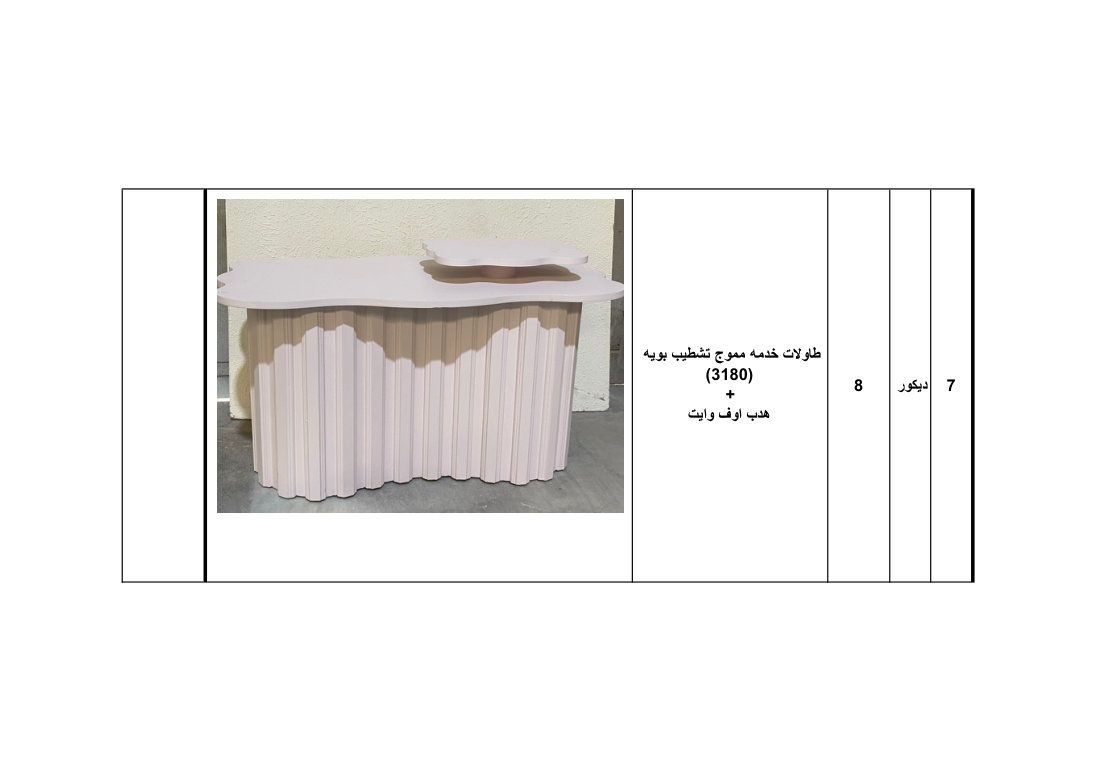 7
ديكور
8
طاولات خدمه مموج تشطيب بويه
(3180)
+
هدب اوف وايت